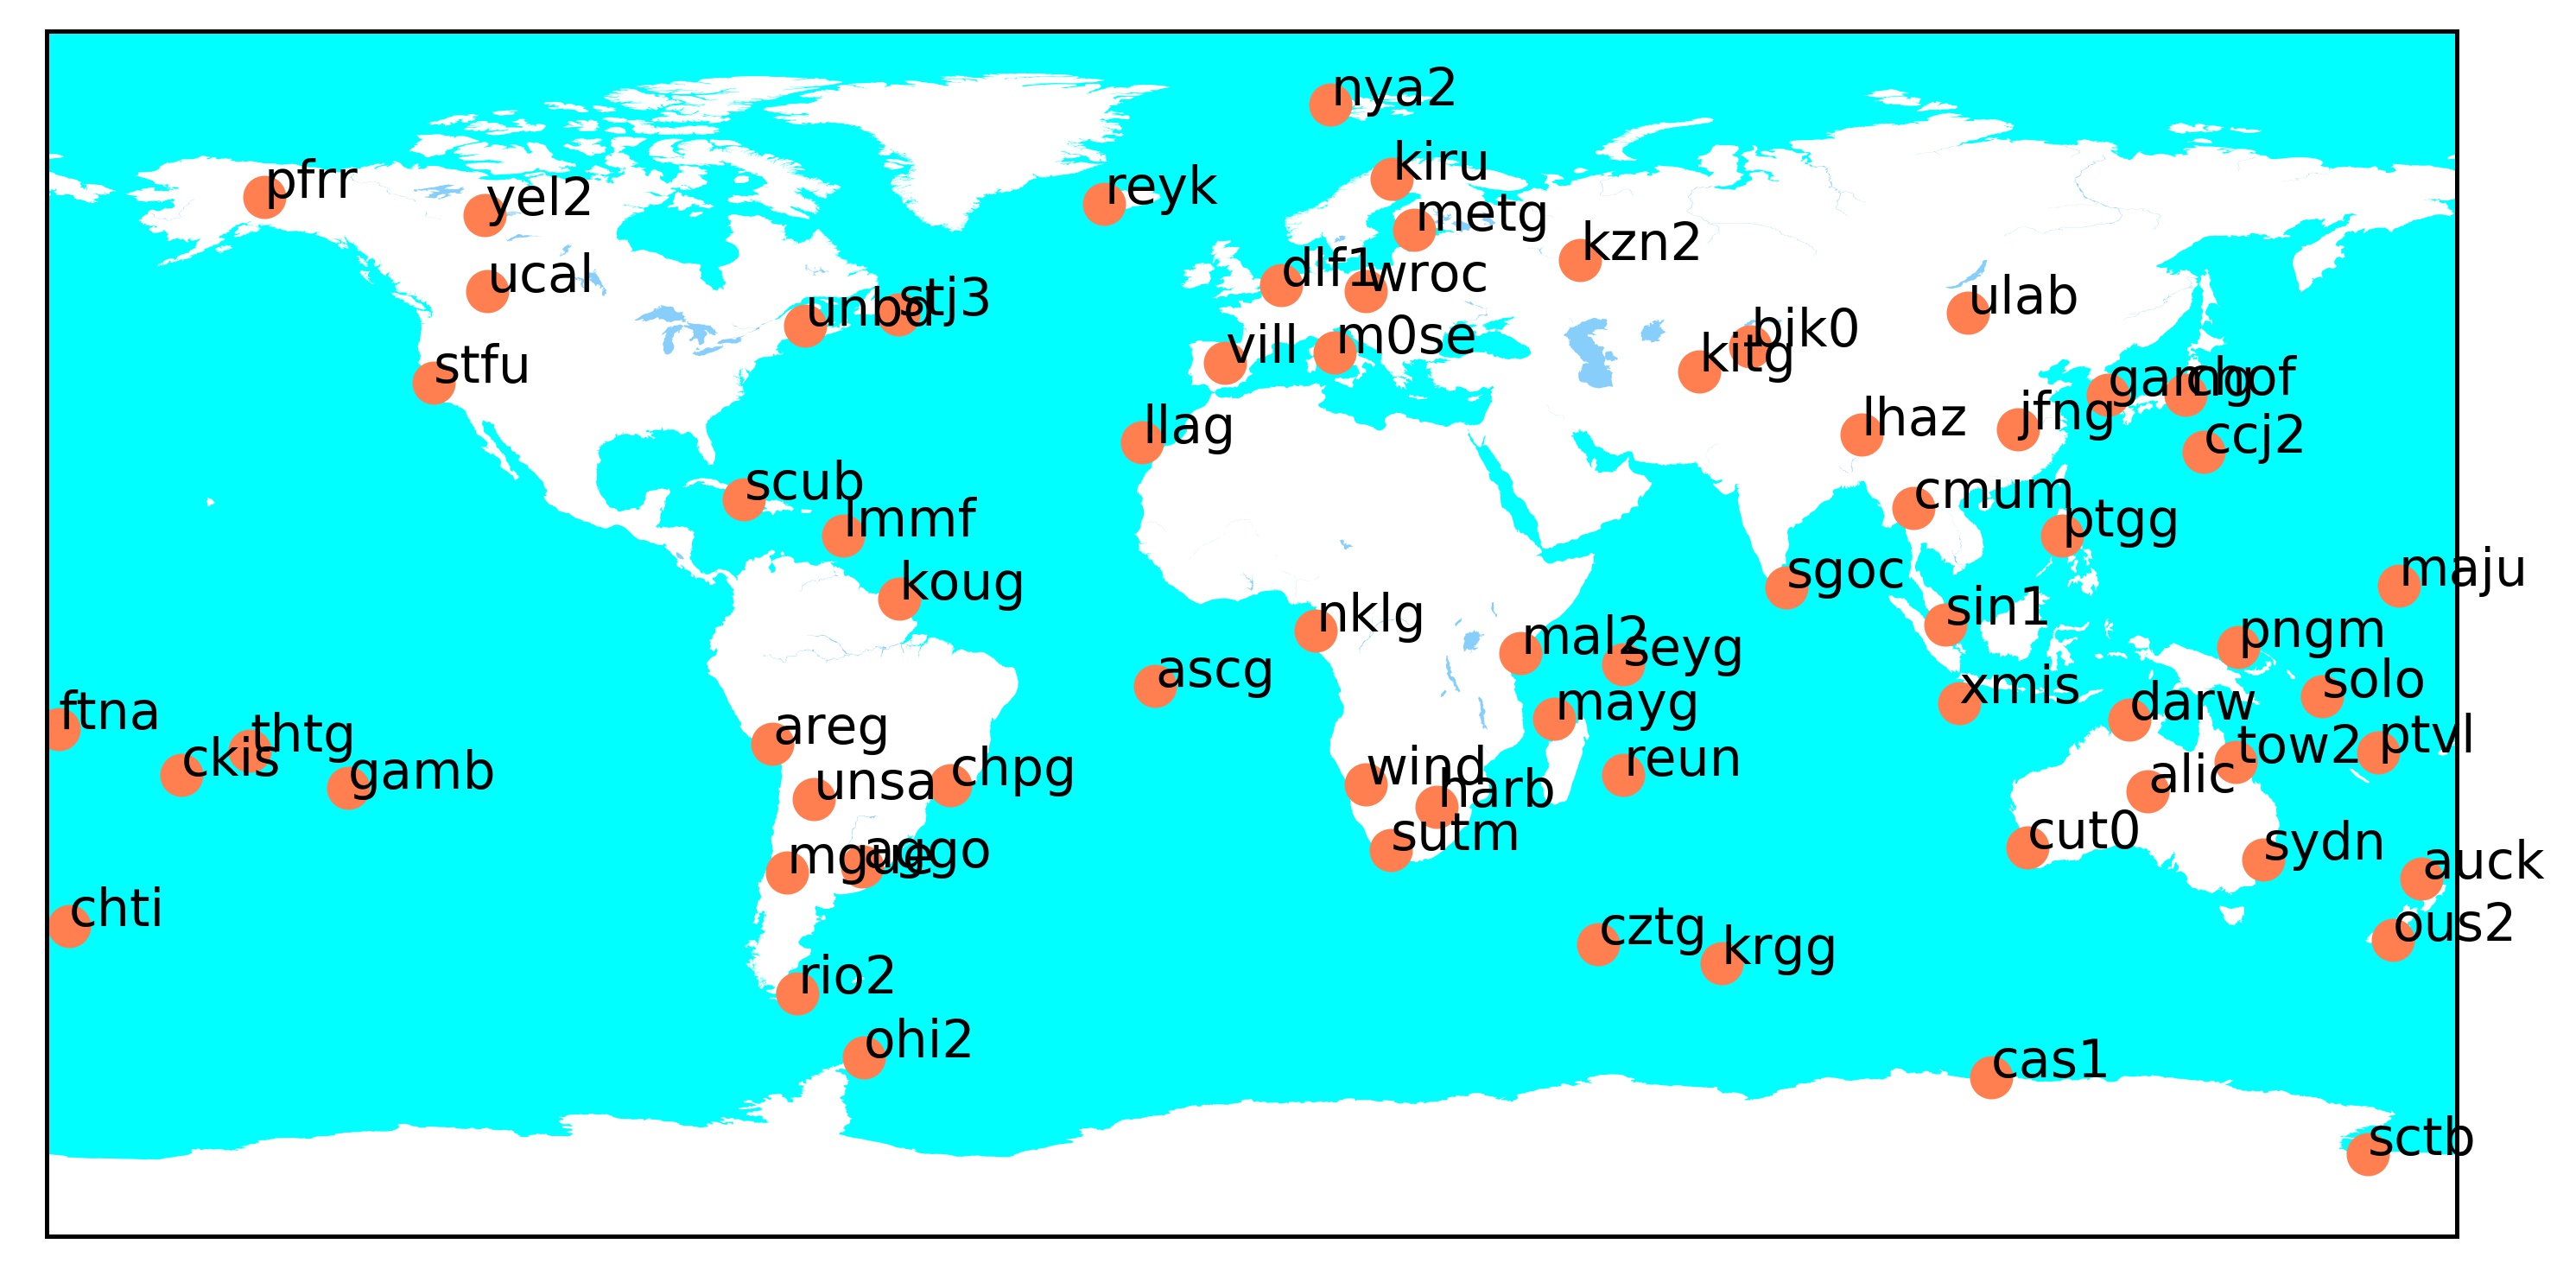 nya2
kiru
pfrr
yel2
reyk
metg
kzn2
ucal
dlf1
wroc
ulab
unbd
stj3
bjk0
vill
m0se
kitg
stfu
gamg
chof
llag
lhaz
jfng
ccj2
scub
cmum
lmmf
ptgg
koug
sgoc
maju
nklg
sin1
mal2
seyg
pngm
ascg
xmis
solo
ftna
mayg
darw
thtg
areg
ptvl
ckis
tow2
gamb
unsa
chpg
wind
harb
reun
alic
sutm
cut0
mgue
aggo
sydn
auck
chti
cztg
krgg
ous2
rio2
ohi2
cas1
sctb